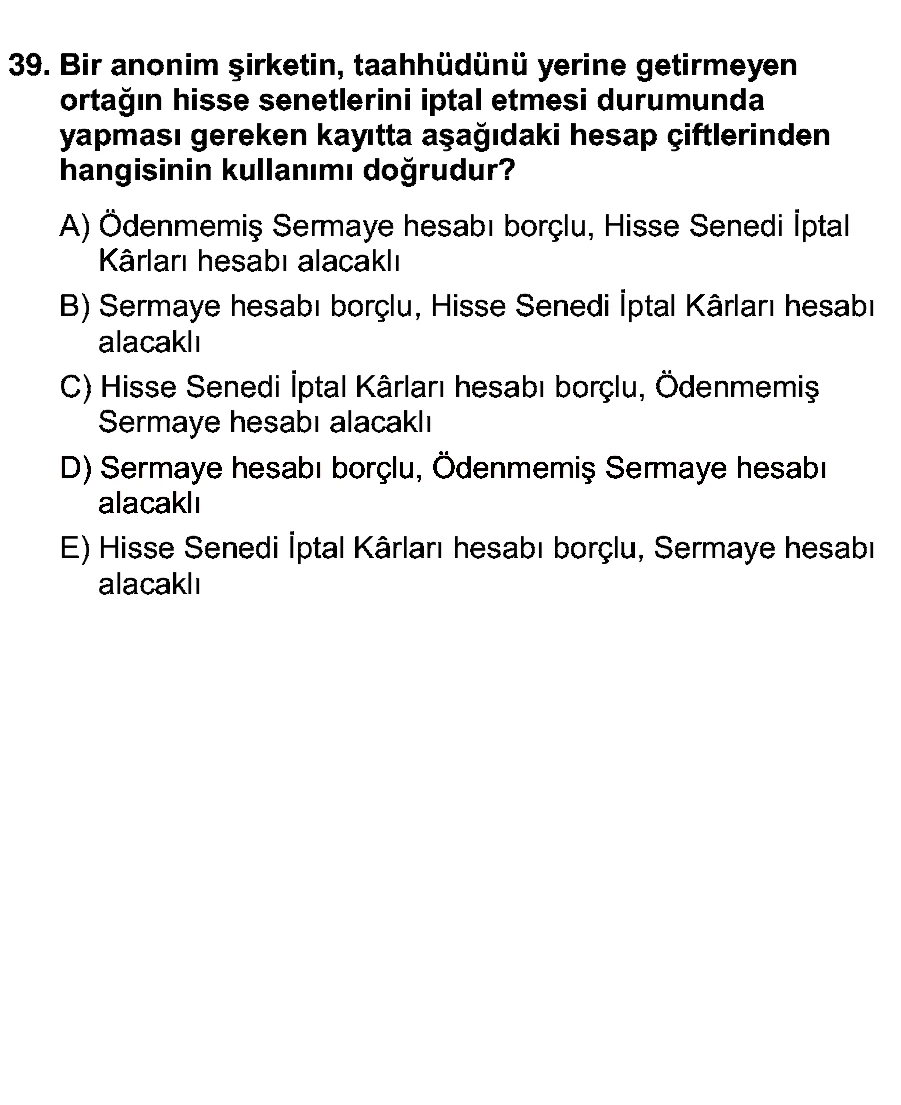 39. Bir anonim şirketin, taahhüdünü yerine getirmeyen
ortağın hisse senetlerini iptal etmesi durumunda
yapması gereken kayıtta aşağıdaki hesap çiftlerinden
hangisinin kullanımı doğrudur?
A) Ödenmemiş Sermaye hesabı borçlu, Hisse Senedi İptal
Kârları hesabı alacaklı
B) Sermaye hesabı borçlu, Hisse Senedi İptal Kârları hesabı
alacaklı
C) Hisse Senedi İptal Kârları hesabı borçlu, Ödenmemiş
Sermaye hesabı alacaklı
D) Sermaye hesabı borçlu, Ödenmemiş Sermaye hesabı
alacaklı
E) Hisse Senedi İptal Kârları hesabı borçlu, Sermaye hesabı
alacaklı